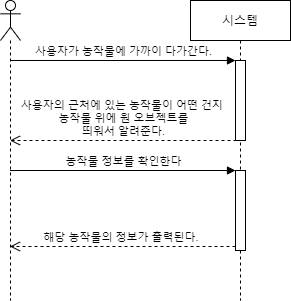 시스템
사용자가 농작물에 가까이 다가간다.
사용자의 근처에 있는 농작물이 어떤 건지
농작물 위에 원 오브젝트를
띄워서 알려준다.
농작물 정보를 확인한다
해당 농작물의 정보가 출력된다.